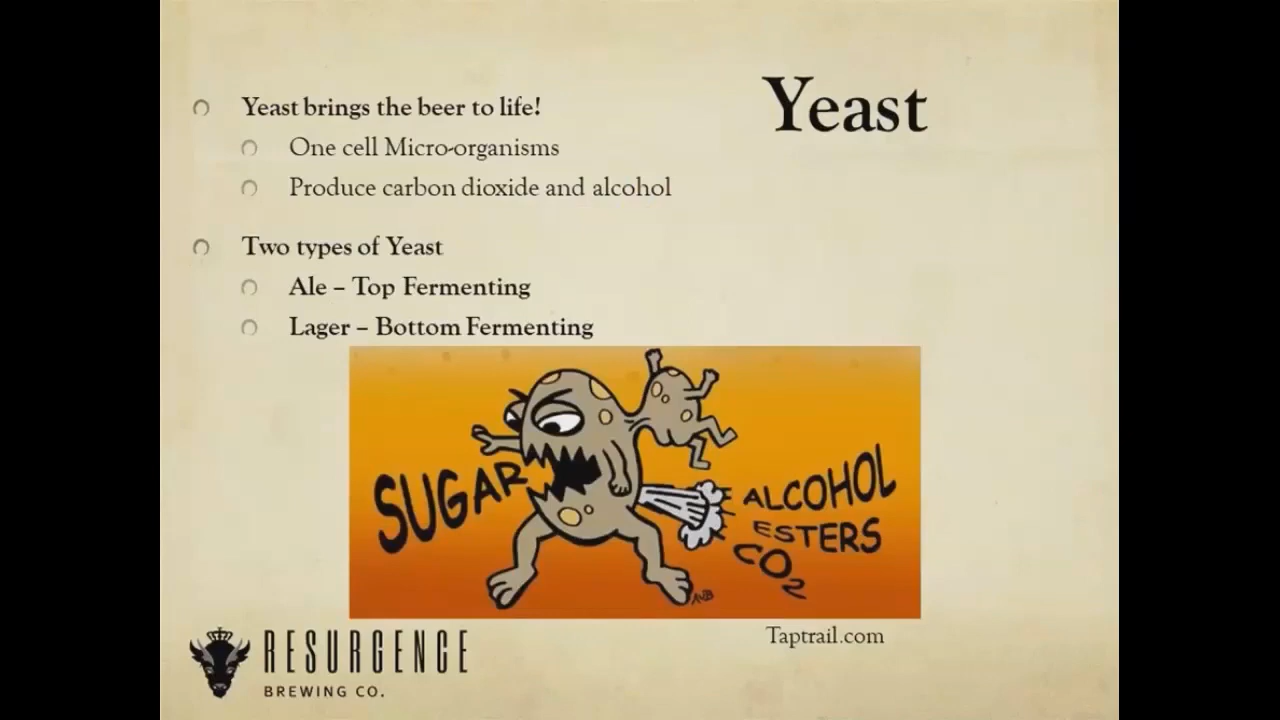 Yeast
Yeast brings the beer to life!
One cell Micro-organisms
Produce carbon dioxide and alcohol
Two types of Yeast
Ale – Top Fermenting
Lager – Bottom Fermenting
SUGAR
ALCOHOL
ESTERS
CO2
AWB
Taptrail.com
RESURGENCE
BREWING CO.